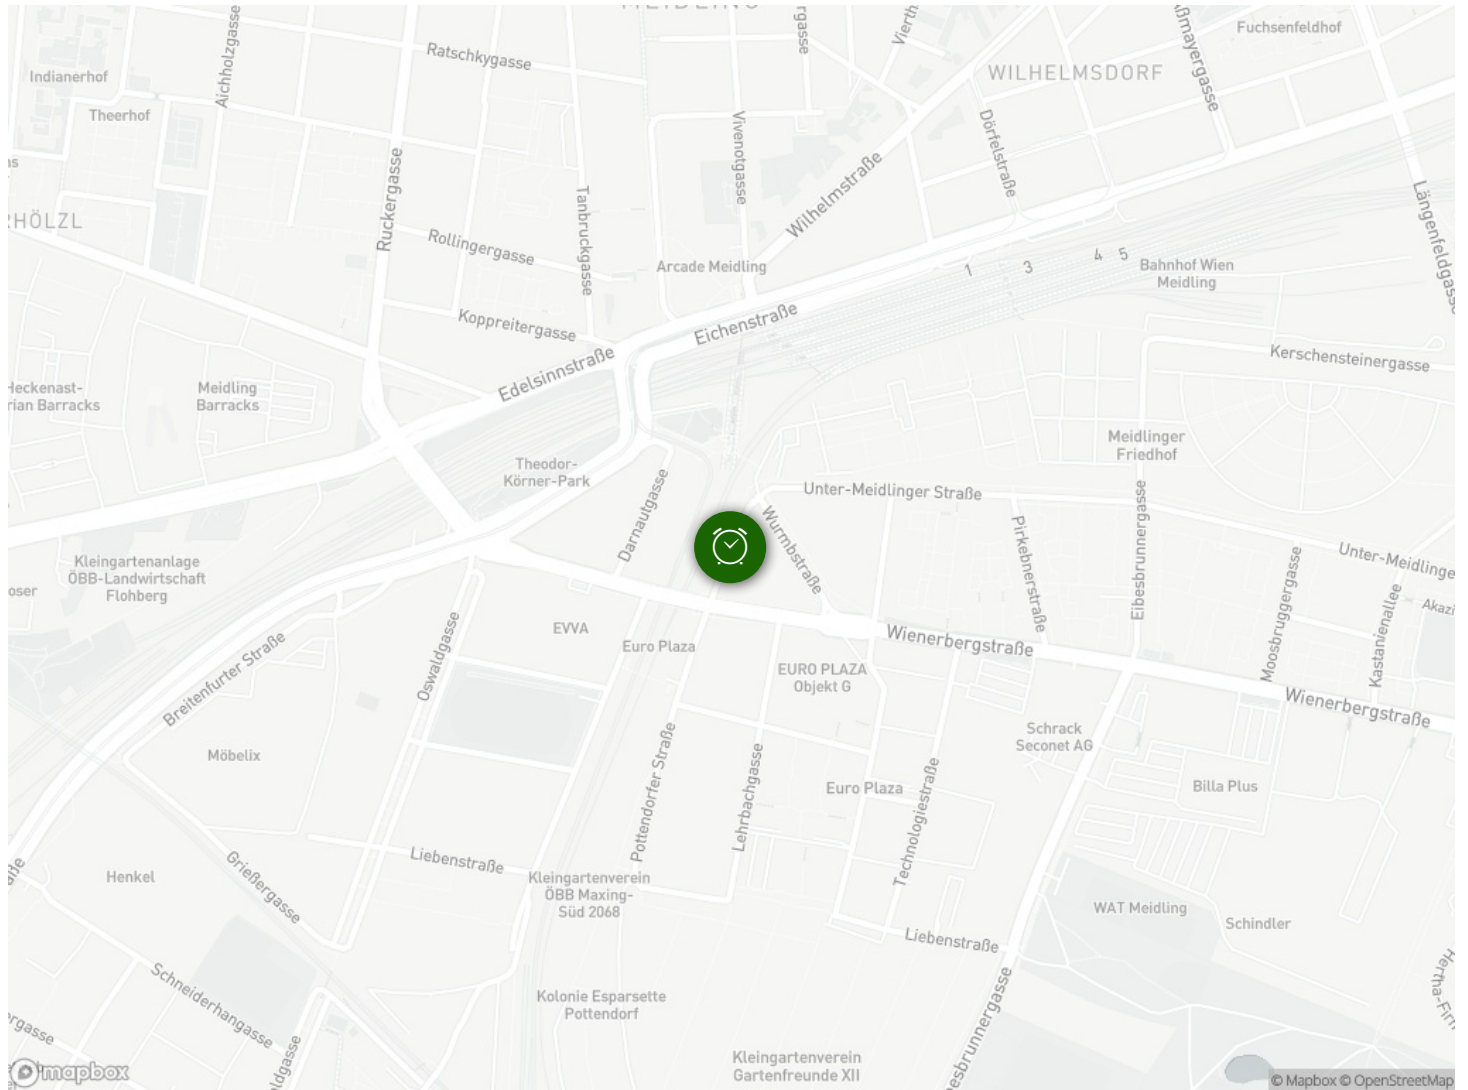 MEIDLING
Fuchsenfeldhof
Ratschkygasse
Aichholzgasse
WILHELMSDORF
Indianerhof
Theerhof
Vivenotgasse
Dörfelstraße
Ruckergasse
Wilhelmstraße
Tanbruckgasse
Längenfeldgasse
Rollingergasse
Arcade Meidling
1
3
4
5
Bahnhof Wien
Meidling
Koppreitergasse
Eichenstraße
Kerschensteinergasse
Edelsinnstraße
Meidling
Barracks
Meidlinger
Friedhof
Theodor-
Körner-Park
Unter-Meidlinger Straße
Darnautgasse
Wurmbstraße
Pirkebnerstraße
Eibesbrunnergasse
Unter-Meidlinge
Kleingartenanlage
ÖBB-Landwirtschaft
Flohberg
Moosbruggergasse
Kastanienallee
Akazi
EVVA
Euro Plaza
Wienerbergstraße
Oswaldgasse
Breitenfurter Straße
EURO PLAZA
Objekt G
Wienerbergstraße
Schrack
Seconet AG
Möbelix
Pottendorfer Straße
Lehrbachgasse
Euro Plaza
Technologiestraße
Billa Plus
Liebenstraße
Grießergasse
Henkel
Kleingartenverein
ÖBB Maxing-
Süd 2068
WAT Meidling
Schindler
Liebenstraße
Schneiderhangasse
Kolonie Esparsette
Pottendorf
Kleingartenverein
Gartenfreunde XII
mapbox
© Mapbox © OpenStreetMap